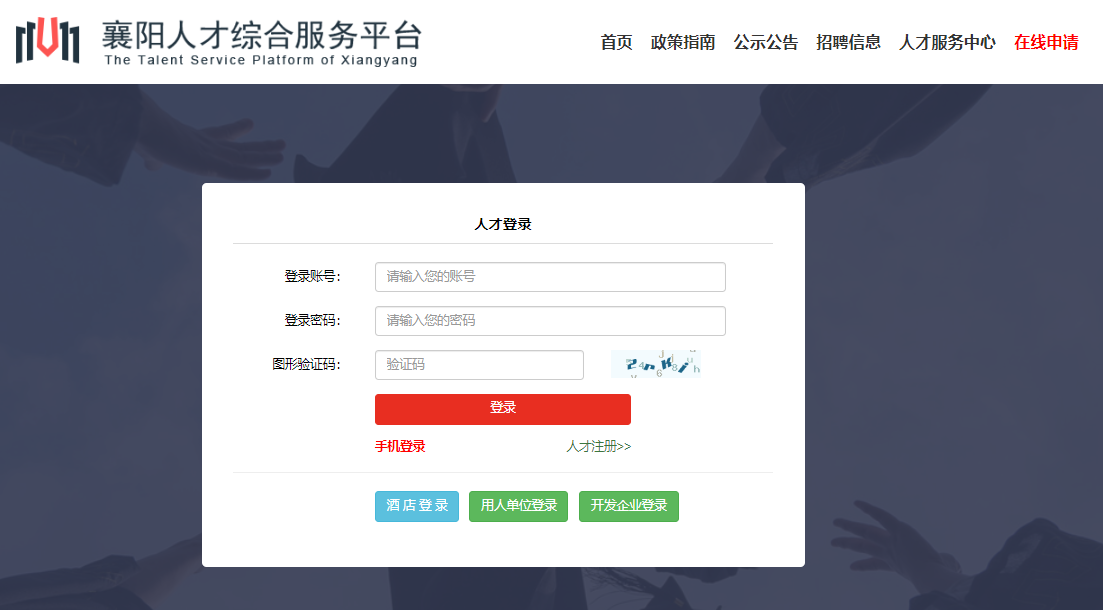 襄阳人才综合服务平台
The Talent Service Platform of Xiangyang
首页 政策指南 公示公告 招聘信息 人才服务中心 在线申请
人才登录
登录账号: 请输入您的账号
登录密码: 请输入您的密码
图形验证码: 验证码
登录
手机登录 人才注册>>
酒店登录 用人单位登录 开发企业登录